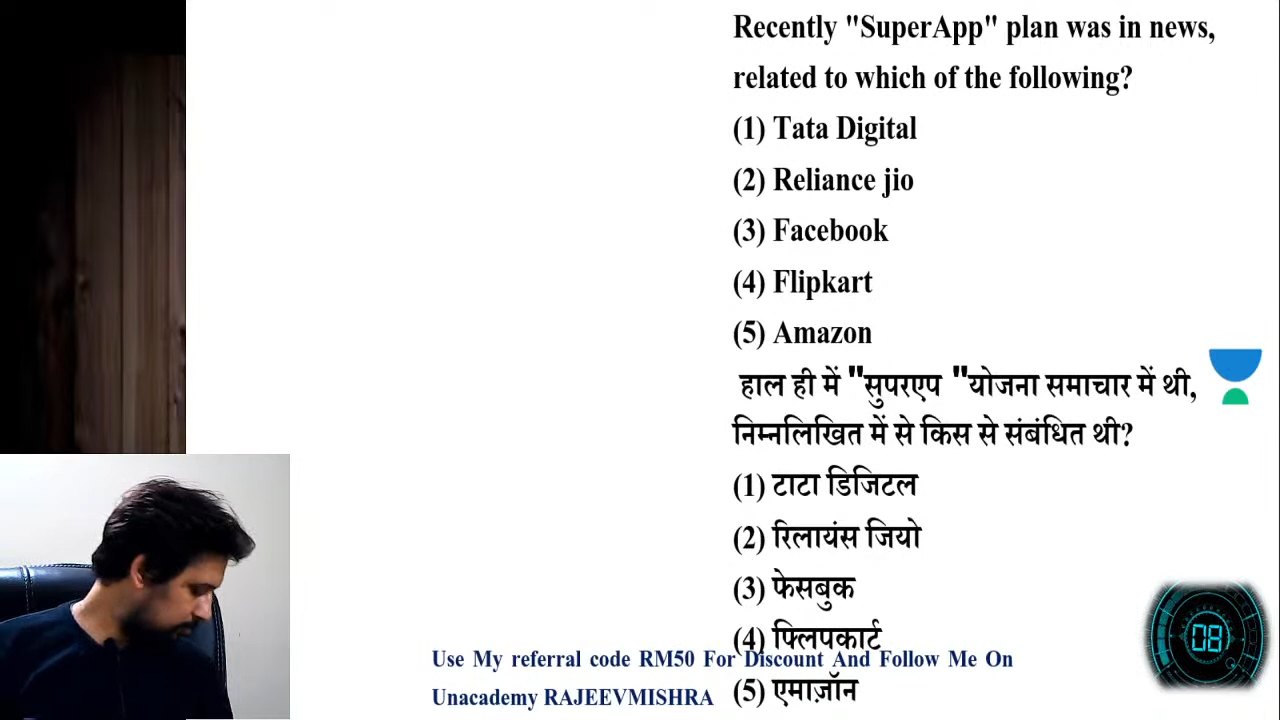 Recently "SuperApp" plan was in news,
related to which of the following?
(1) Tata Digital
(2) Reliance jio
(3) Facebook
(4) Flipkart
(5) Amazon
हाल ही में "सुपरएप "योजना समाचार में थी,
निम्नलिखित में से किस से संबंधित थी?
(1) टाटा डिजिटल
(2) रिलायंस जियो
(3) फेसबुक
(4) फ्लिपकार्ट
(5) एमाज़ॉन
Use My referral code RM50 For Discount And Follow Me On
Unacademy RAJEEVMISHRA
08